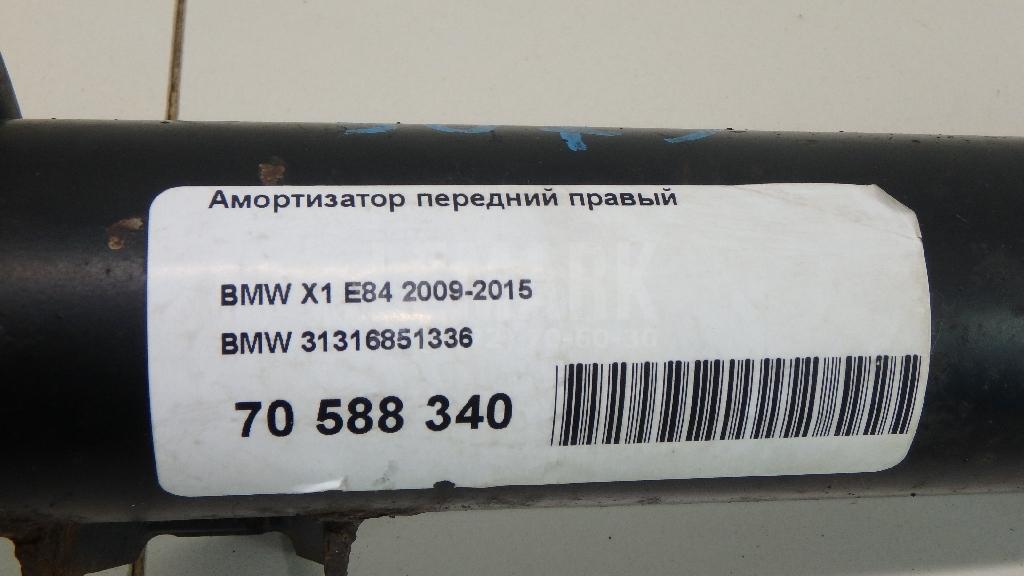 Амортизатор передний правый
BMW X1 E84 2009-2015
BMW 31316851336
70 588 340